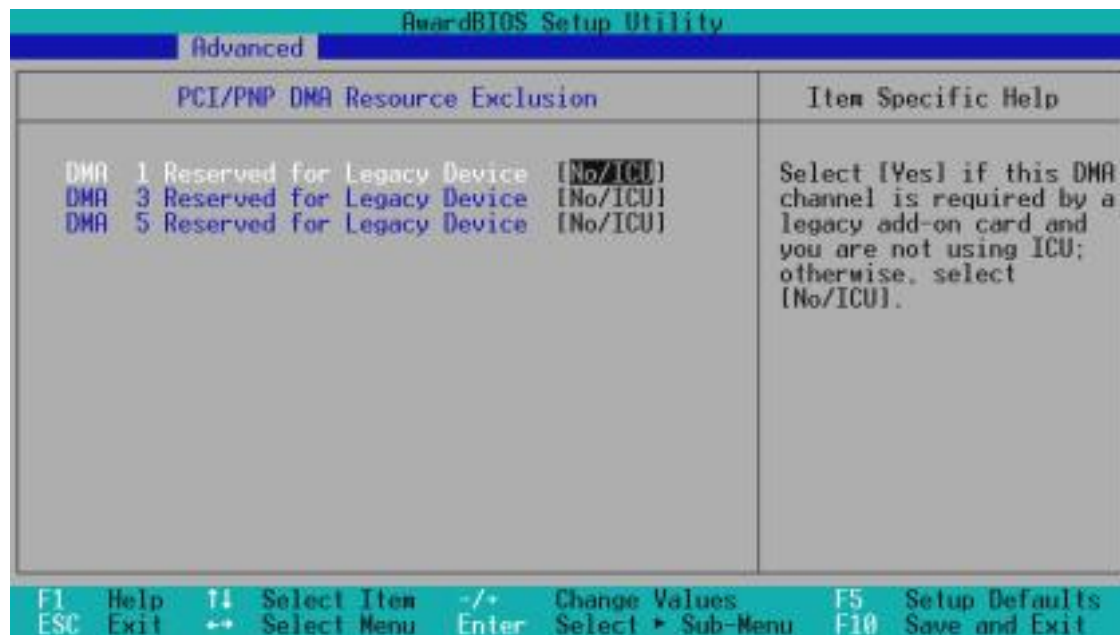 AwardBIOS Setup Utility
Advanced
PCI/PNP DMA Resource Exclusion
Item Specific Help
DMA 1 Reserved for Legacy Device [No/ICU]
DMA 3 Reserved for Legacy Device [No/ICU]
DMA 5 Reserved for Legacy Device [No/ICU]
Select [Yes] if this DMA
channel is required by a
legacy add-on card and
you are not using ICU;
otherwise, select
[No/ICU].
F1 Help ↑↓ Select Item -/+ Change Values F5 Setup Defaults
ESC Exit ←→ Select Menu Enter Select ► Sub-Menu F10 Save and Exit